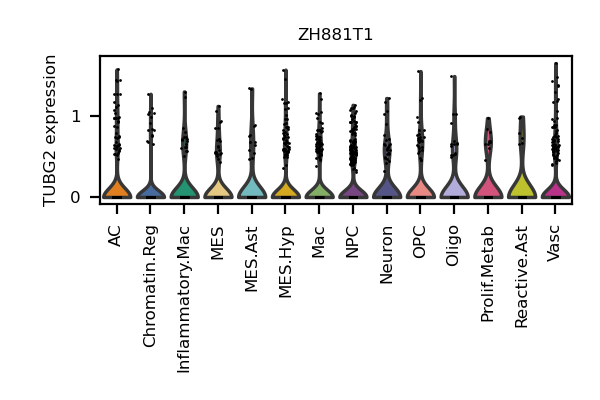 ZH881T1
TUBG2 expression
1
0
AC
Chromatin.Reg
Inflammatory.Mac
MES
MES.Ast
MES.Hyp
Mac
NPC
Neuron
OPC
Oligo
Prolif.Metab
Reactive.Ast
Vasc